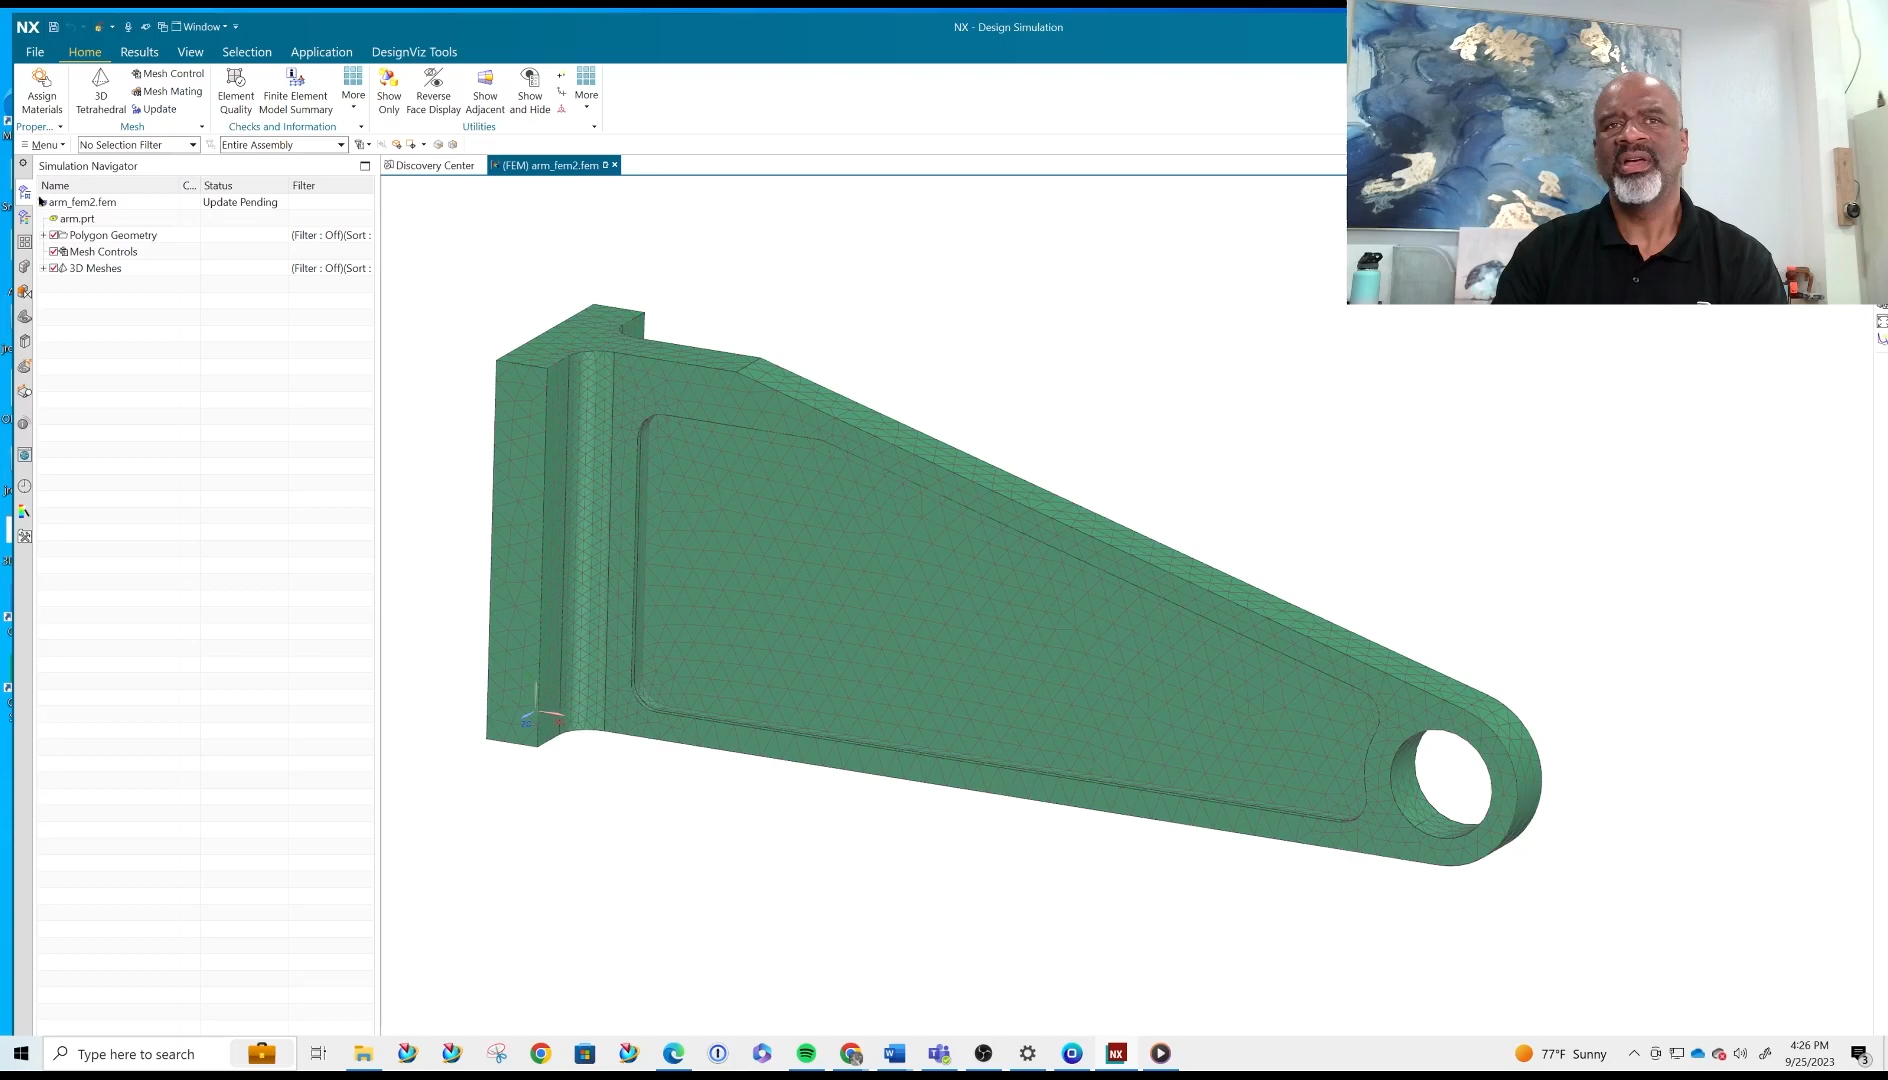 NX Window NX - Design Simulation
File Home Results View Selection Application DesignViz Tools
Assign Materials
3D Tetrahedral
Mesh Control
Mesh Mating
Update
Element Quality
Finite Element Model Summary
More
Show Only
Reverse Face Display
Show Adjacent
Show and Hide
More
Proper... Mesh Checks and Information Utilities
Menu No Selection Filter Entire Assembly
Simulation Navigator
Discovery Center (FEM) arm_fem2.fem
Name C... Status Filter
arm_fem2.fem Update Pending
arm.prt
Polygon Geometry (Filter : Off)(Sort :
Mesh Controls
3D Meshes (Filter : Off)(Sort :
Type here to search
77°F Sunny
4:26 PM
9/25/2023
3